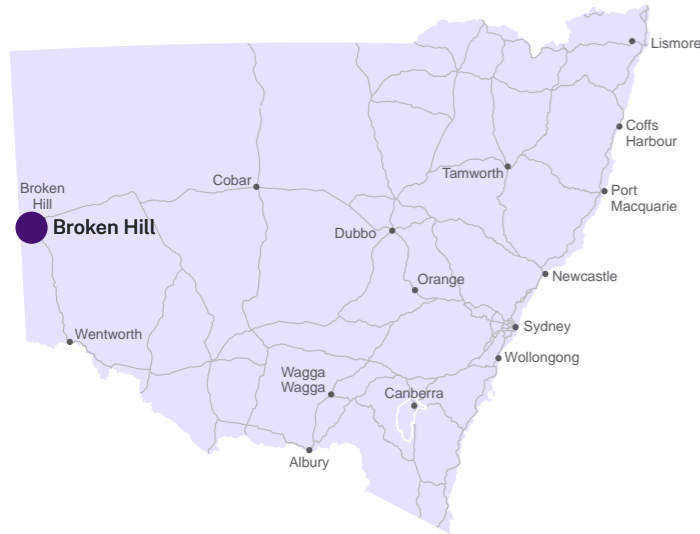 Lismore
Coffs
Harbour
Tamworth
Cobar
Broken
Hill
Port
Macquarie
Broken Hill
Dubbo
Newcastle
Orange
Sydney
Wentworth
Wollongong
Wagga
Wagga
Canberra
Albury